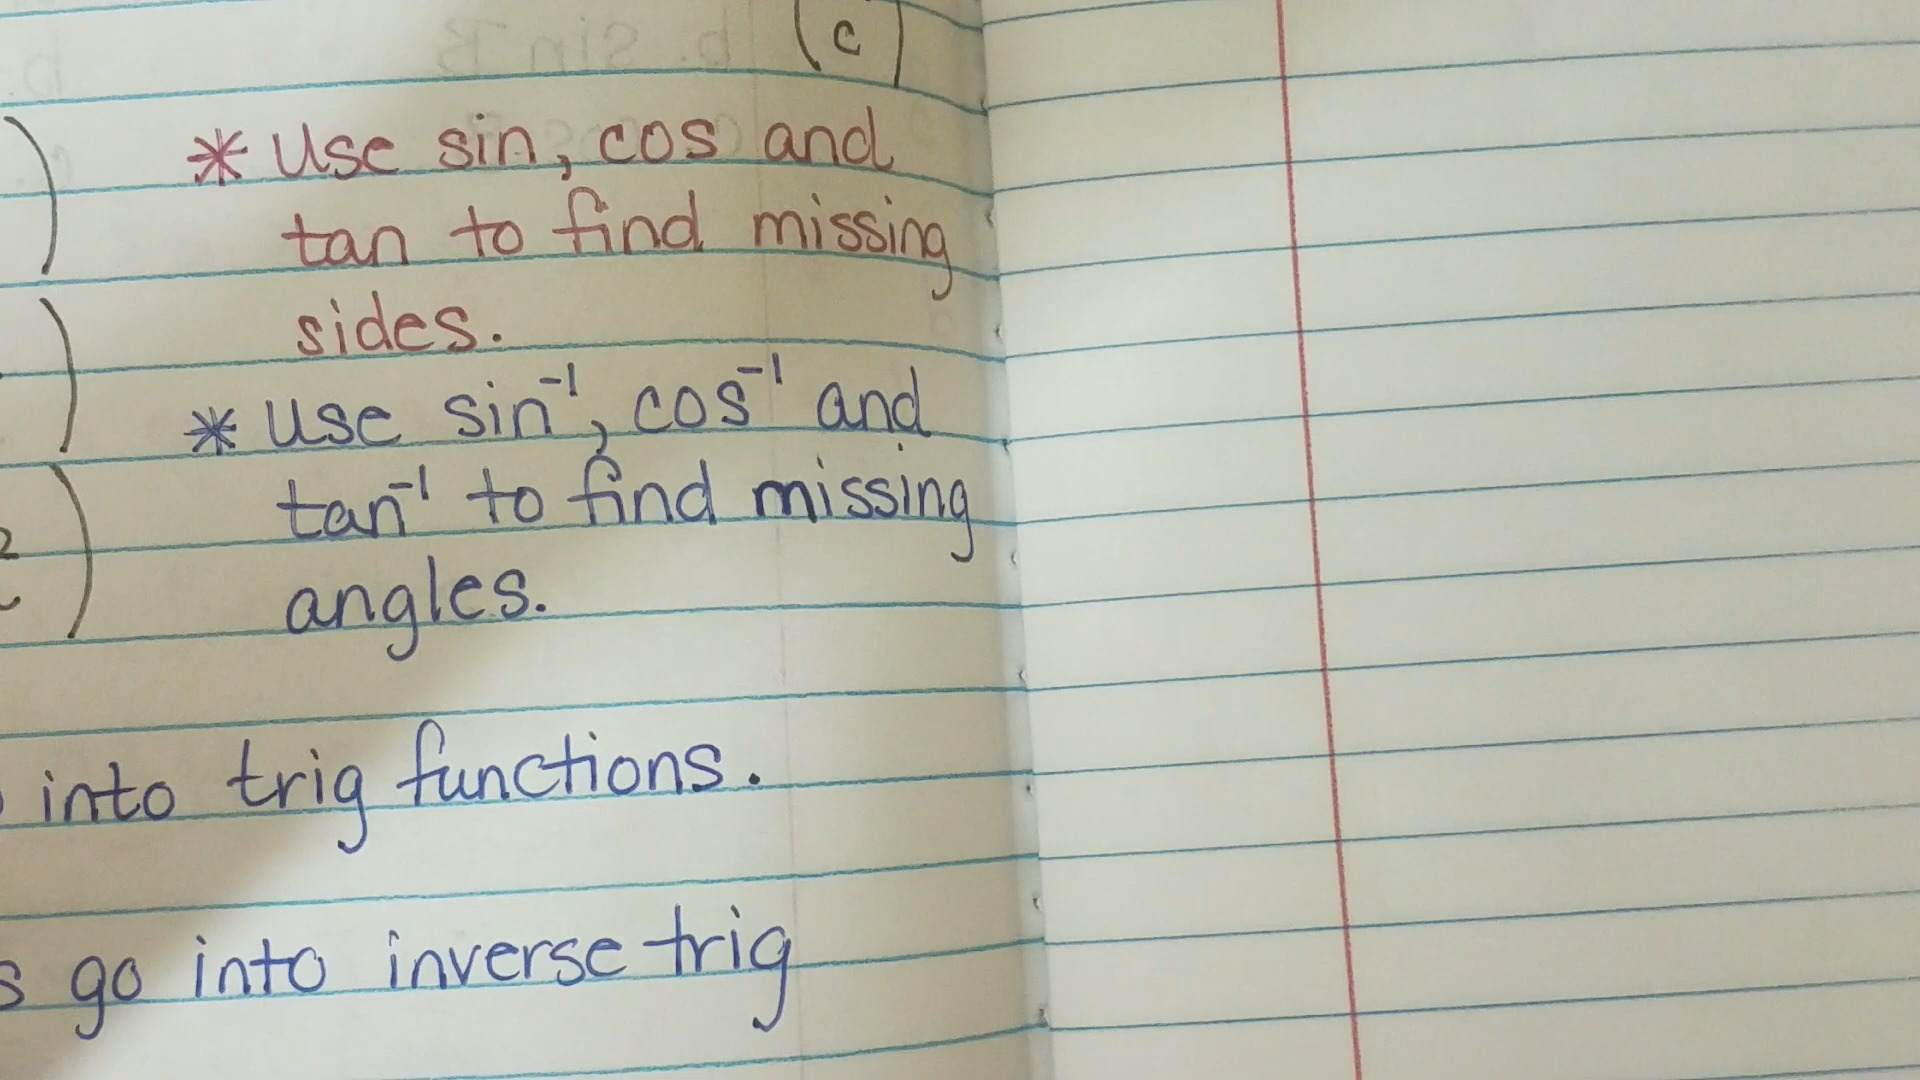 (c)
* Use sin, cos and
tan to find missing
sides.
* Use sin⁻¹, cos⁻¹ and
tan⁻¹ to find missing
angles.
into trig functions.
s go into inverse trig